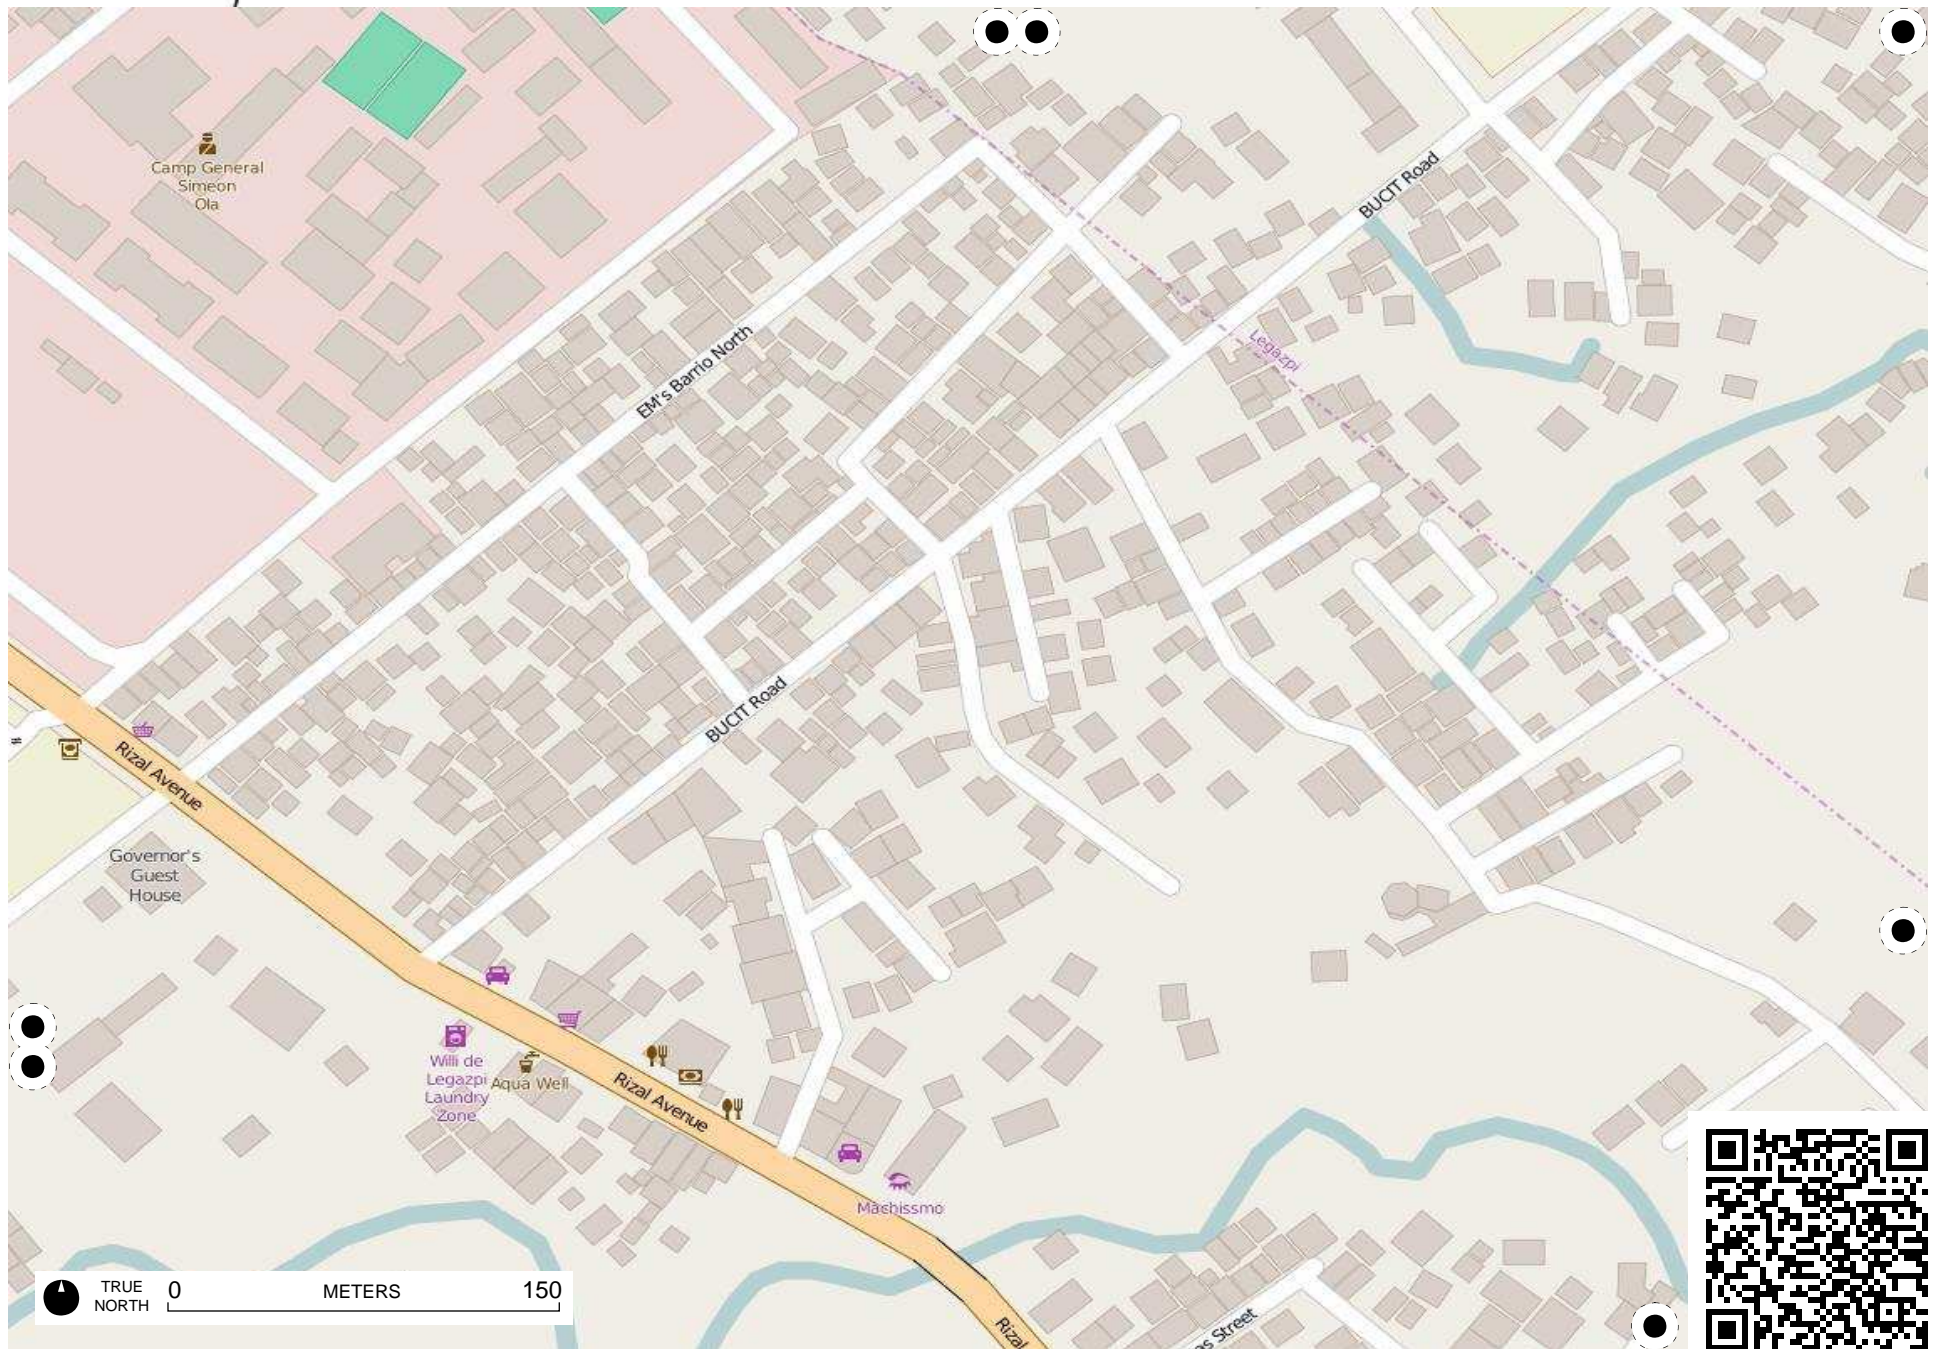 Camp General
Simeon
Ola
BUCIT Road
EM's Barrio North
Legazpi
BUCIT Road
Rizal Avenue
Governor's
Guest
House
Willi de
Legazpi
Laundry
Zone
Aqua Well
Rizal Avenue
Machissmo
TRUE
NORTH
0 METERS 150
Rizal
Street